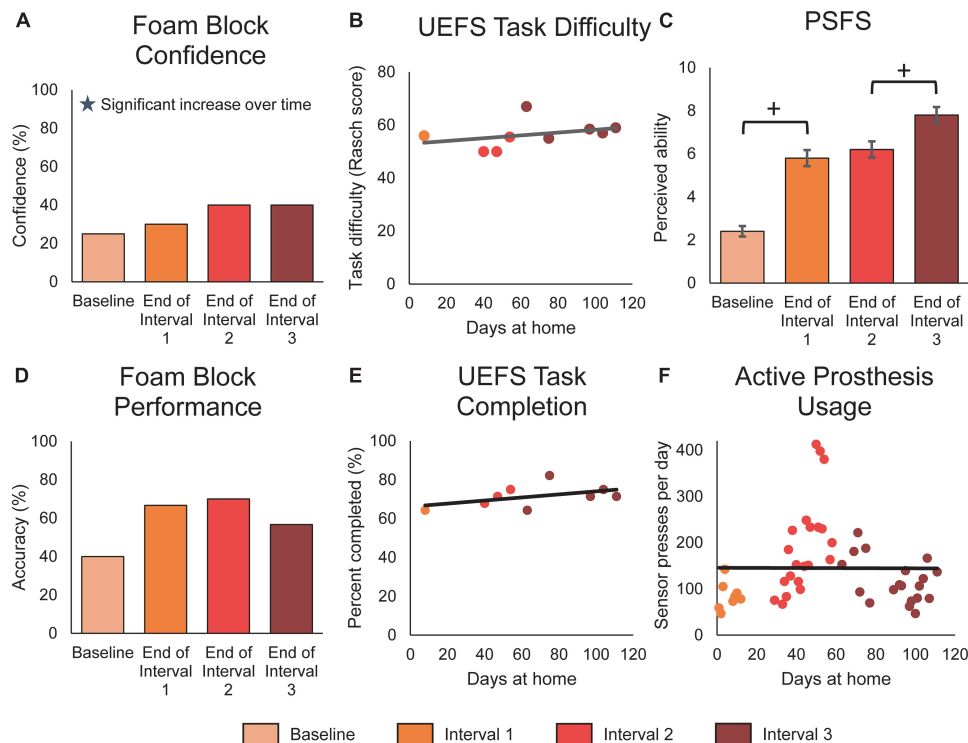 A
Foam Block
Confidence
★ Significant increase over time
Confidence (%)
100
80
60
40
20
0
Baseline
End of
Interval
1
End of
Interval
2
End of
Interval
3
B
UEFS Task Difficulty
Task difficulty (Rasch score)
80
60
40
20
0
0 20 40 60 80 100 120
Days at home
C
PSFS
Perceived ability
10
8
6
4
2
0
+
+
Baseline
End of
Interval
1
End of
Interval
2
End of
Interval
3
D
Foam Block
Performance
Accuracy (%)
100
80
60
40
20
0
Baseline
End of
Interval
1
End of
Interval
2
End of
Interval
3
E
UEFS Task
Completion
Percent completed (%)
100
80
60
40
20
0
0 20 40 60 80 100 120
Days at home
F
Active Prosthesis
Usage
Sensor presses per day
400
300
200
100
0
0 20 40 60 80 100 120
Days at home
Baseline
Interval 1
Interval 2
Interval 3